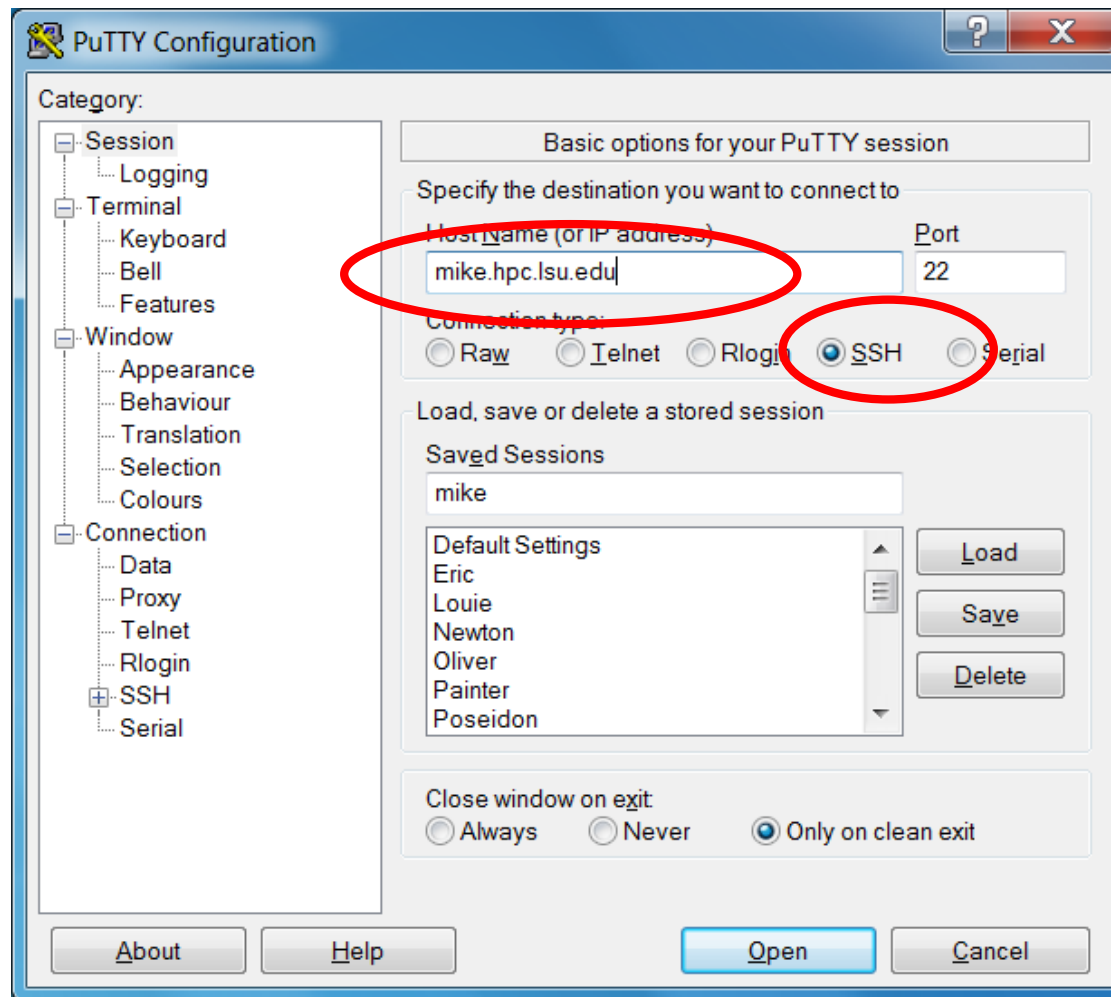 PuTTY Configuration
Category:
Session
Logging
Terminal
Keyboard
Bell
Features
Window
Appearance
Behaviour
Translation
Selection
Colours
Connection
Data
Proxy
Telnet
Rlogin
SSH
Serial
Basic options for your PuTTY session
Specify the destination you want to connect to
Host Name (or IP address) Port
mike.hpc.lsu.edu 22
Connection type:
Raw Telnet Rlogin SSH Serial
Load, save or delete a stored session
Saved Sessions
mike
Default Settings
Eric
Louie
Newton
Oliver
Painter
Poseidon
Load
Save
Delete
Close window on exit:
Always Never Only on clean exit
About Help Open Cancel